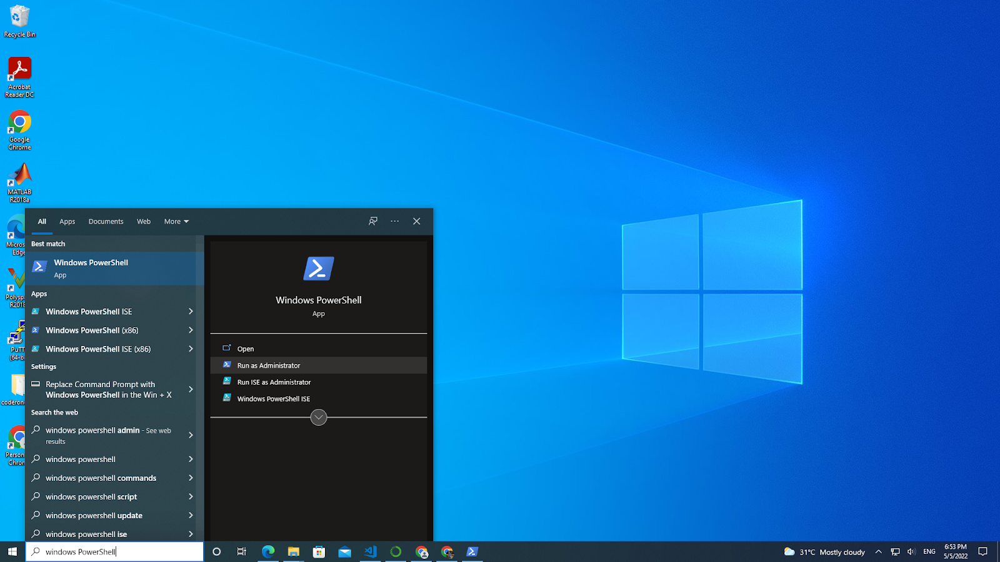 Recycle Bin
Acrobat
Reader DC
Google
Chrome
MATLAB
R2018a
Micros
Edge
Polysp
R2018
PuTT
(64-bi
coderon
Person
Chron
All Apps Documents Web More
Best match
Windows PowerShell
App
Apps
Windows PowerShell ISE
Windows PowerShell (x86)
Windows PowerShell ISE (x86)
Settings
Replace Command Prompt with
Windows PowerShell in the Win + X
Search the web
windows powershell admin - See web
results
windows powershell
windows powershell commands
windows powershell script
windows powershell update
windows powershell ise
Windows PowerShell
App
Open
Run as Administrator
Run ISE as Administrator
Windows PowerShell ISE
windows PowerShell
31°C Mostly cloudy
ENG
6:53 PM
5/5/2022